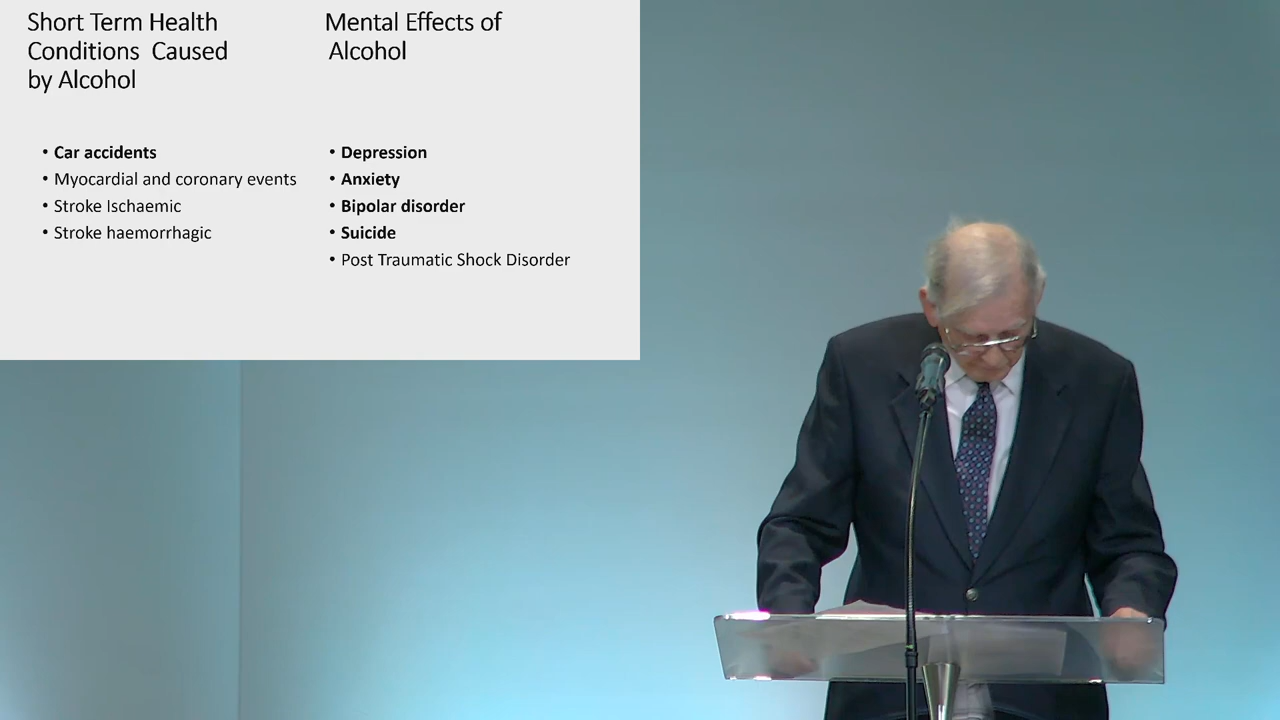 Short Term Health
Conditions  Caused
by Alcohol
• Car accidents
• Myocardial and coronary events
• Stroke Ischaemic
• Stroke haemorrhagic
Mental Effects of
Alcohol
• Depression
• Anxiety
• Bipolar disorder
• Suicide
• Post Traumatic Shock Disorder